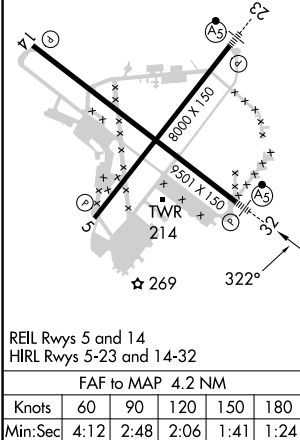 23
A5
14
P
P
8000 X 150
9501 X 150
P
5
TWR
214
A5
P
32
269
322°
REIL Rwys 5 and 14
HIRL Rwys 5-23 and 14-32
FAF to MAP 4.2 NM
Knots 60 90 120 150 180
Min:Sec 4:12 2:48 2:06 1:41 1:24